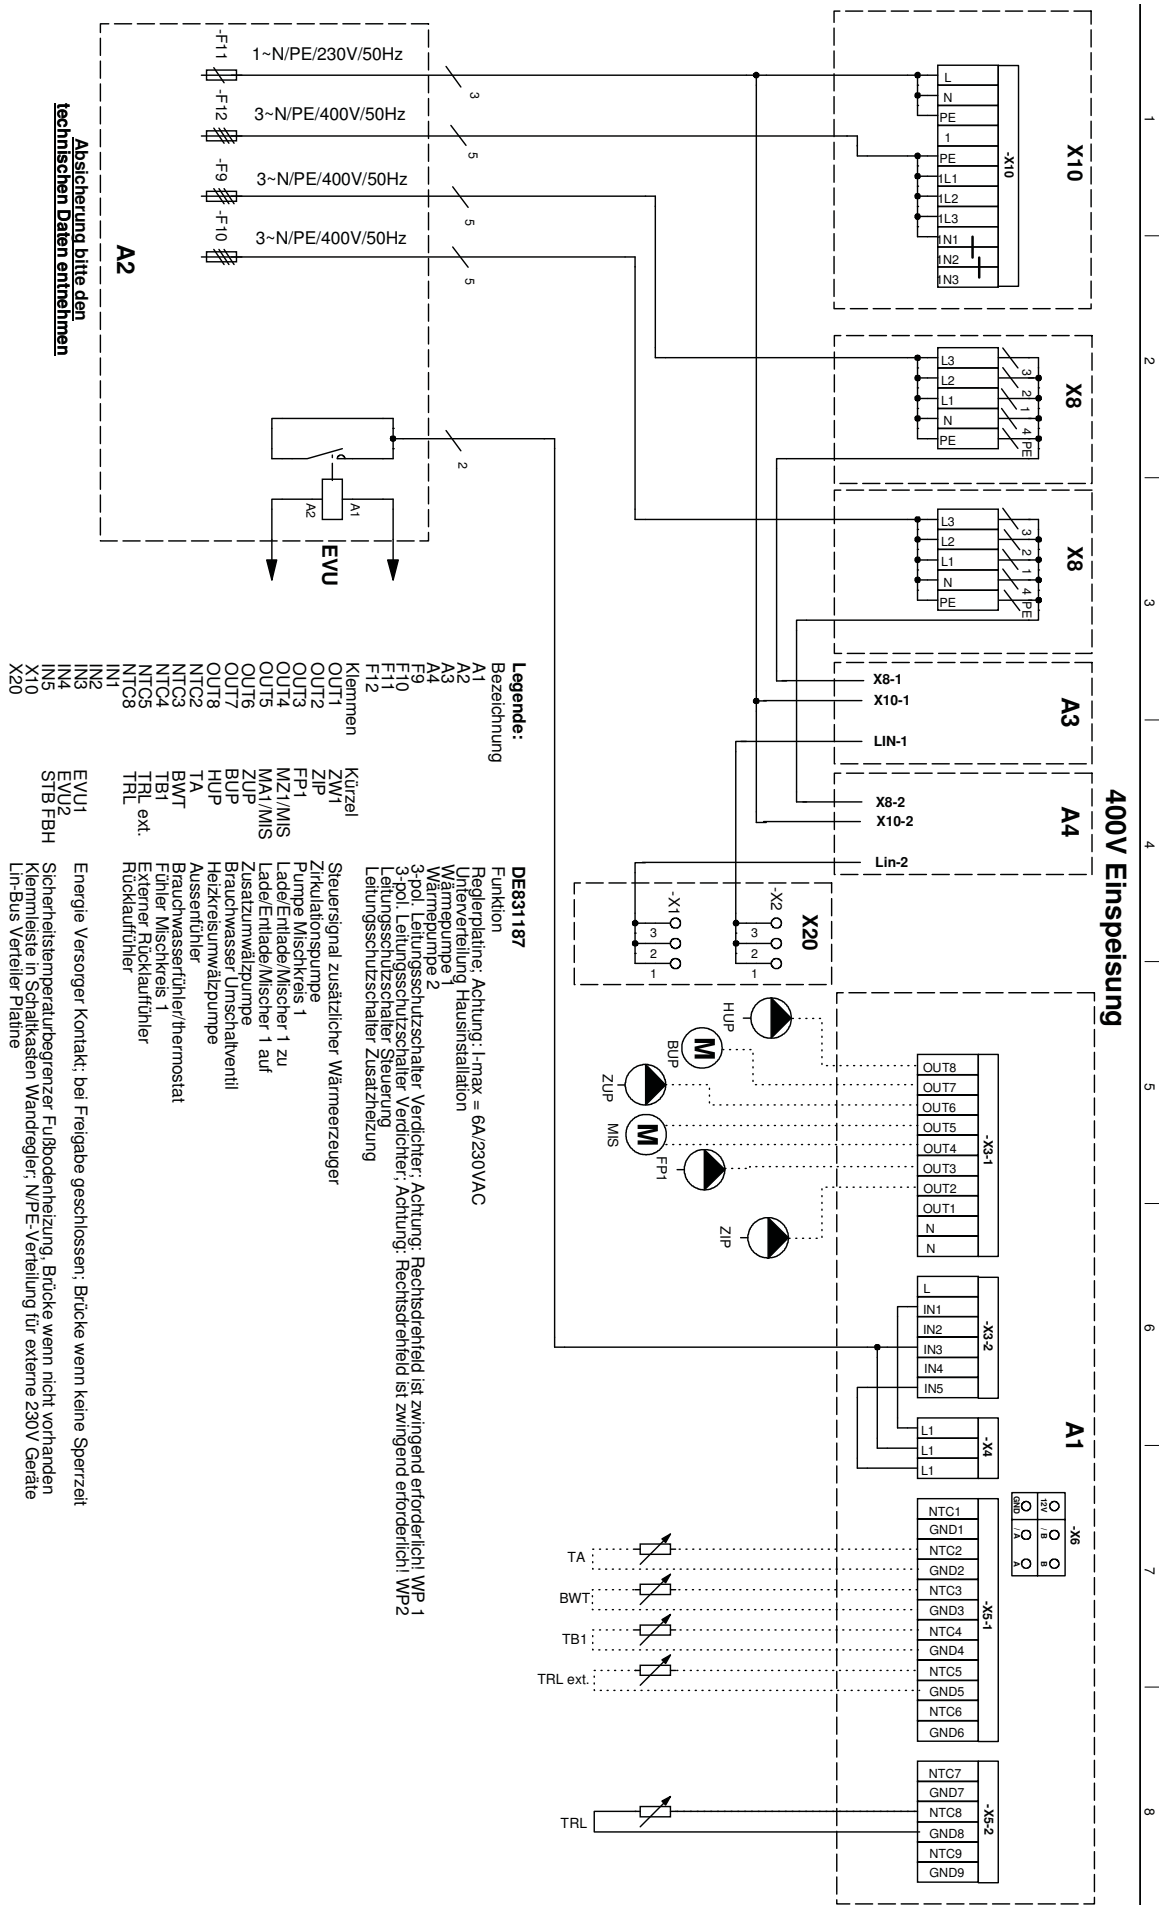 400V Einspeisung
1
2
3
4
5
6
7
8
X10
-X10
L
N
PE
1
PE
1L1
1L2
1L3
1N1
1N2
1N3
X8
L3
L2
L1
N
PE
3
2
1
4
PE
X8
L3
L2
L1
N
PE
3
2
1
4
PE
A3
X8-1
X10-1
LIN-1
A4
X8-2
X10-2
Lin-2
X20
-X2
3
2
1
-X1
3
2
1
A1
-X3-1
OUT8
OUT7
OUT6
OUT5
OUT4
OUT3
OUT2
OUT1
N
N
HUP
BUP
M
ZUP
MIS
M
FP1
ZIP
-X3-2
L
IN1
IN2
IN3
IN4
IN5
-X4
L1
L1
L1
-X6
12V
/ B
B
GND
/ A
A
-X5-1
NTC1
GND1
NTC2
GND2
NTC3
GND3
NTC4
GND4
NTC5
GND5
NTC6
GND6
TA
BWT
TB1
TRL ext.
-X5-2
NTC7
GND7
NTC8
GND8
NTC9
GND9
TRL
A2
-F11
1~N/PE/230V/50Hz
3
-F12
3~N/PE/400V/50Hz
5
-F9
3~N/PE/400V/50Hz
5
-F10
3~N/PE/400V/50Hz
5
2
A1
A2
EVU
Absicherung bitte den
technischen Daten entnehmen
Legende: DE831187
Bezeichnung Funktion
A1 Reglerplatine; Achtung: I-max = 6A/230VAC
A2 Unterverteilung Hausinstallation
A3 Wärmepumpe 1
A4 Wärmepumpe 2
F9 3-pol. Leitungsschutzschalter Verdichter; Achtung: Rechtsdrehfeld ist zwingend erforderlich! WP 1
F10 3-pol. Leitungsschutzschalter Verdichter; Achtung: Rechtsdrehfeld ist zwingend erforderlich! WP2
F11 Leitungsschutzschalter Steuerung
F12 Leitungsschutzschalter Zusatzheizung
Klemmen Kürzel
OUT1 ZW1 Steuersignal zusätzlicher Wärmeerzeuger
OUT2 ZIP Zirkulationspumpe
OUT3 FP1 Pumpe Mischkreis 1
OUT4 MZ1/MIS Lade/Entlade/Mischer 1 zu
OUT5 MA1/MIS Lade/Entlade/Mischer 1 auf
OUT6 ZUP Zusatzumwälzpumpe
OUT7 BUP Brauchwasser Umschaltventil
OUT8 HUP Heizkreisumwälzpumpe
NTC2 TA Aussenfühler
NTC3 BWT Brauchwasserfühler/thermostat
NTC4 TB1 Fühler Mischkreis 1
NTC5 TRL ext. Externer Rücklauffühler
NTC8 TRL Rücklauffühler
IN1
IN2
IN3 EVU1 Energie Versorger Kontakt; bei Freigabe geschlossen; Brücke wenn keine Sperrzeit
IN4 EVU2
IN5 STB FBH Sicherheitstemperaturbegrenzer Fußbodenheizung, Brücke wenn nicht vorhanden
X10 Klemmleiste in Schaltkasten Wandregler; N/PE-Verteilung für externe 230V Geräte
X20 Lin-Bus Verteiler Platine